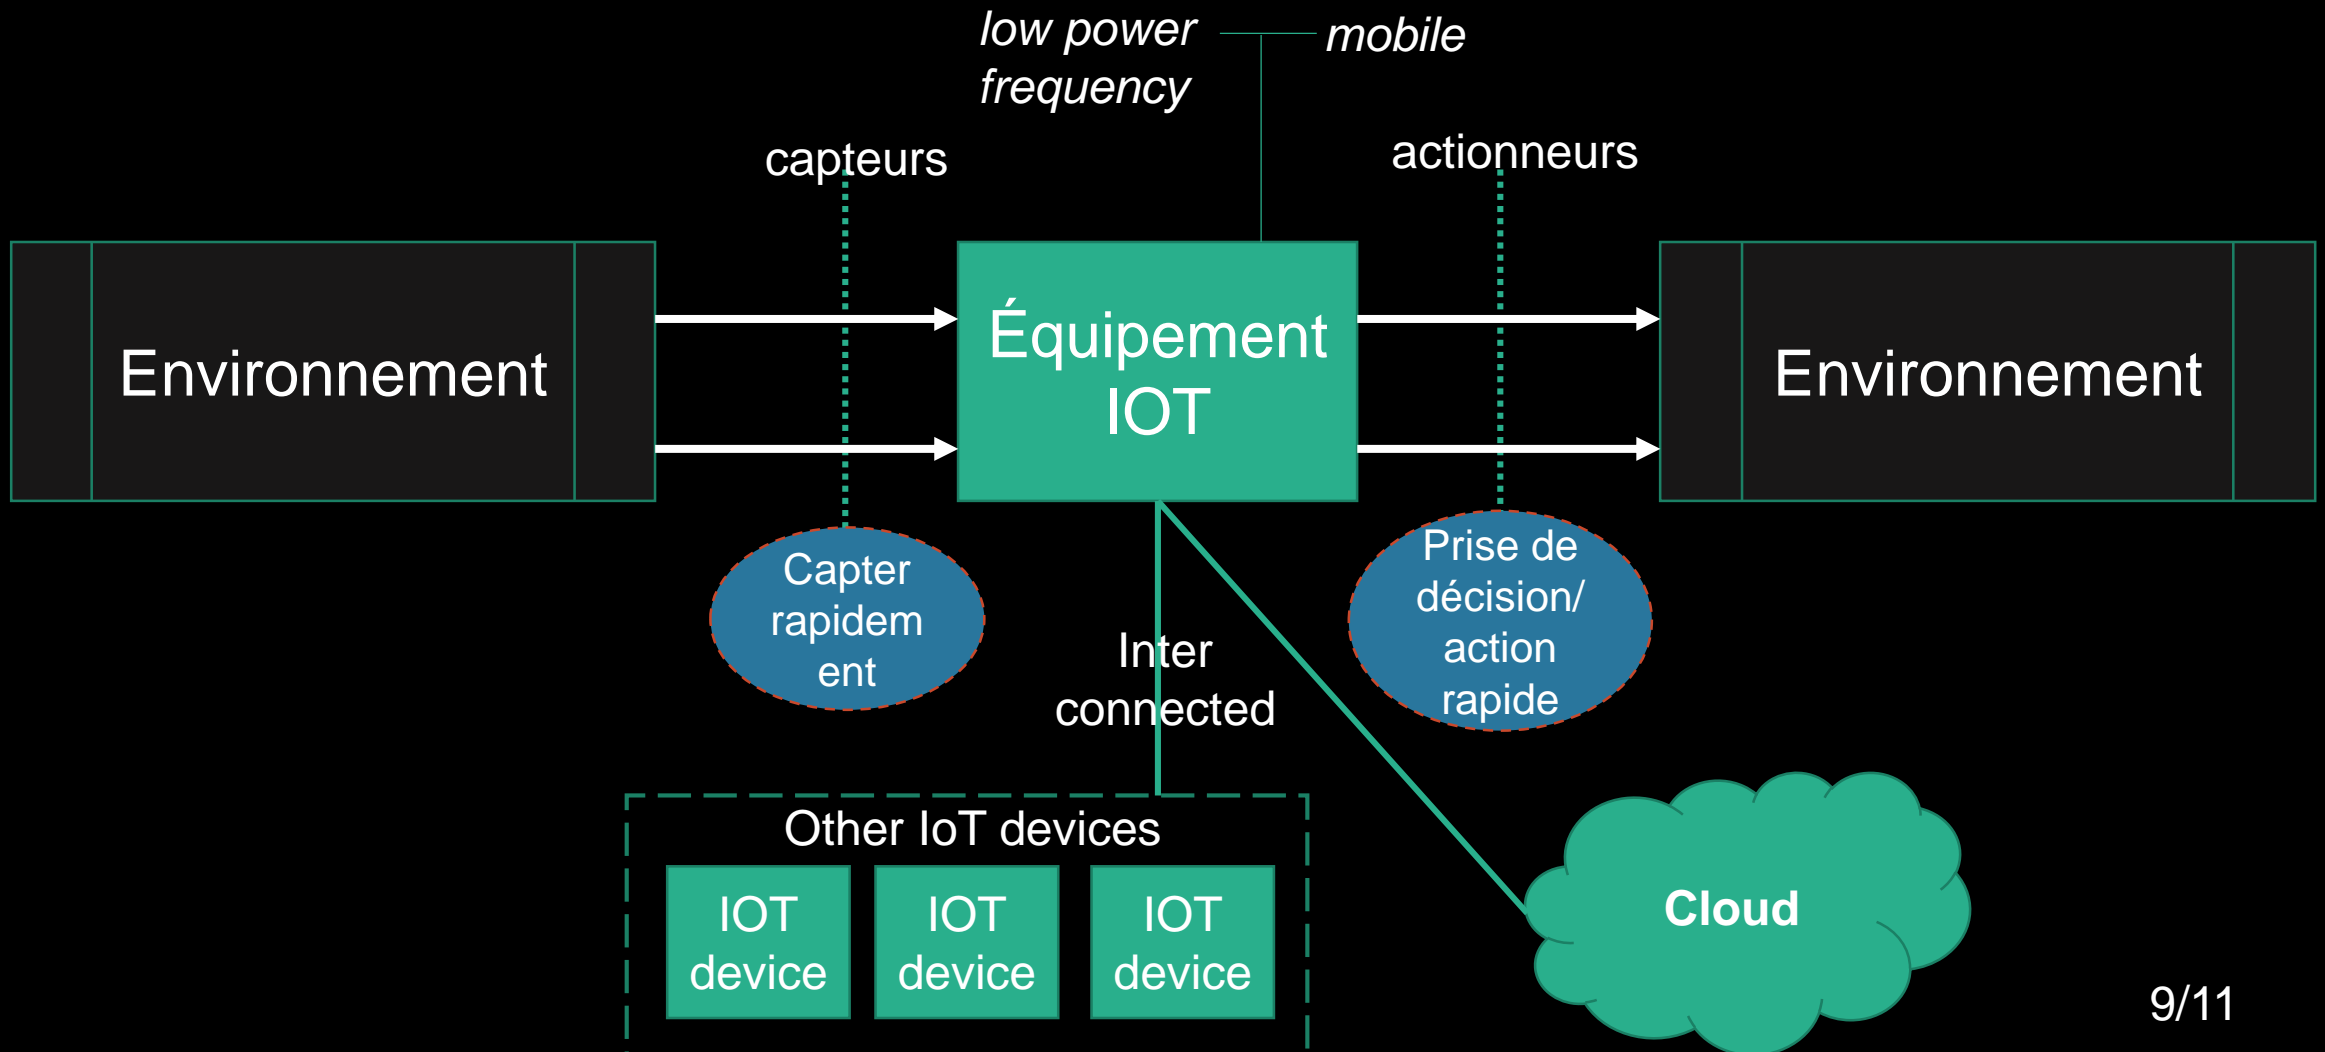 low power
frequency
mobile
capteurs
actionneurs
Environnement
Équipement
IOT
Environnement
Capter
rapidem
ent
Prise de
décision/
action
rapide
Inter
connected
Other IoT devices
IOT
device
IOT
device
IOT
device
Cloud
9/11